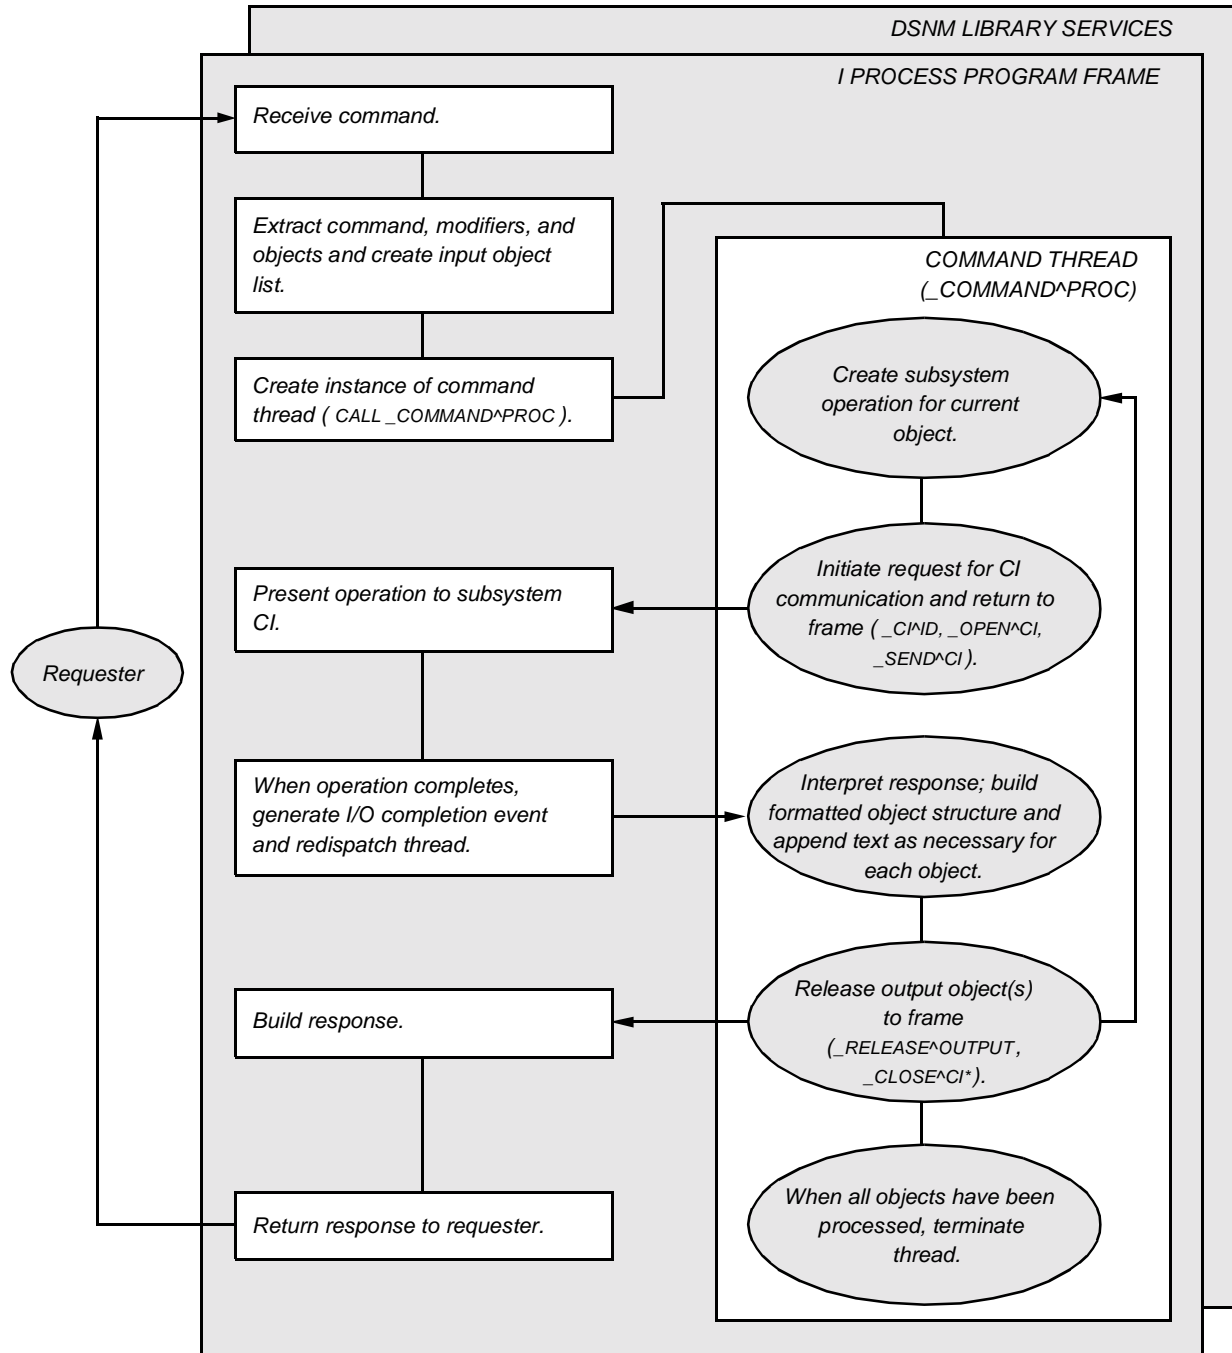 DSNM LIBRARY SERVICES
I PROCESS PROGRAM FRAME
Receive command.
Extract command, modifiers, and
objects and create input object
list.
Create instance of command
thread ( CALL _COMMAND^PROC ).
COMMAND THREAD
(_COMMAND^PROC)
Create subsystem
operation for current
object.
Initiate request for CI
communication and return to
frame ( _CI^ID, _OPEN^CI,
_SEND^CI ).
Present operation to subsystem
CI.
Requester
When operation completes,
generate I/O completion event
and redispatch thread.
Interpret response; build
formatted object structure and
append text as necessary for
each object.
Release output object(s)
to frame
(_RELEASE^OUTPUT ,
_CLOSE^CI* ).
Build response.
Return response to requester.
When all objects have been
processed, terminate
thread.